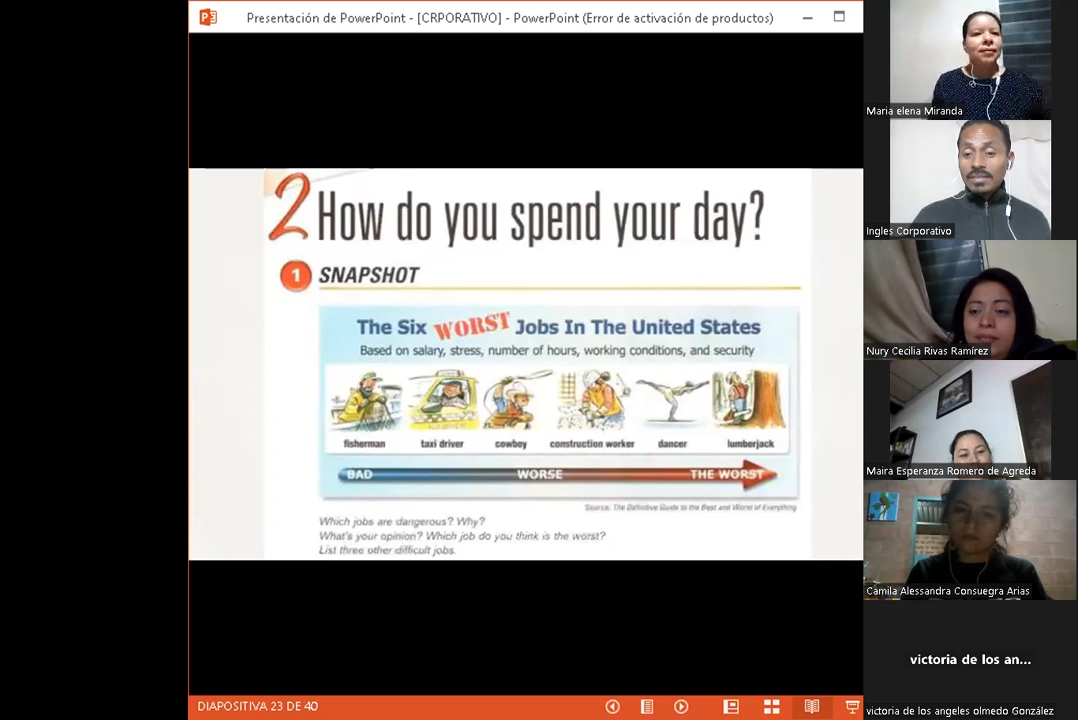 Presentación de PowerPoint - [CRPORATIVO] - PowerPoint (Error de activación de productos)
2 How do you spend your day?
1 SNAPSHOT
The Six WORST Jobs In The United States
Based on salary, stress, number of hours, working conditions, and security
fisherman taxi driver cowboy construction worker dancer lumberjack
BAD WORSE THE WORST
Source: The Definitive Guide to the Best and Worst of Everything
Which jobs are dangerous? Why?
What's your opinion? Which job do you think is the worst?
List three other difficult jobs.
DIAPOSITIVA 23 DE 40
Maria elena Miranda
Ingles Corporativo
Nury Cecilia Rivas Ramírez
Maira Esperanza Romero de Agreda
Camila Alessandra Consuegra Arias
victoria de los an...
victoria de los angeles olmedo González